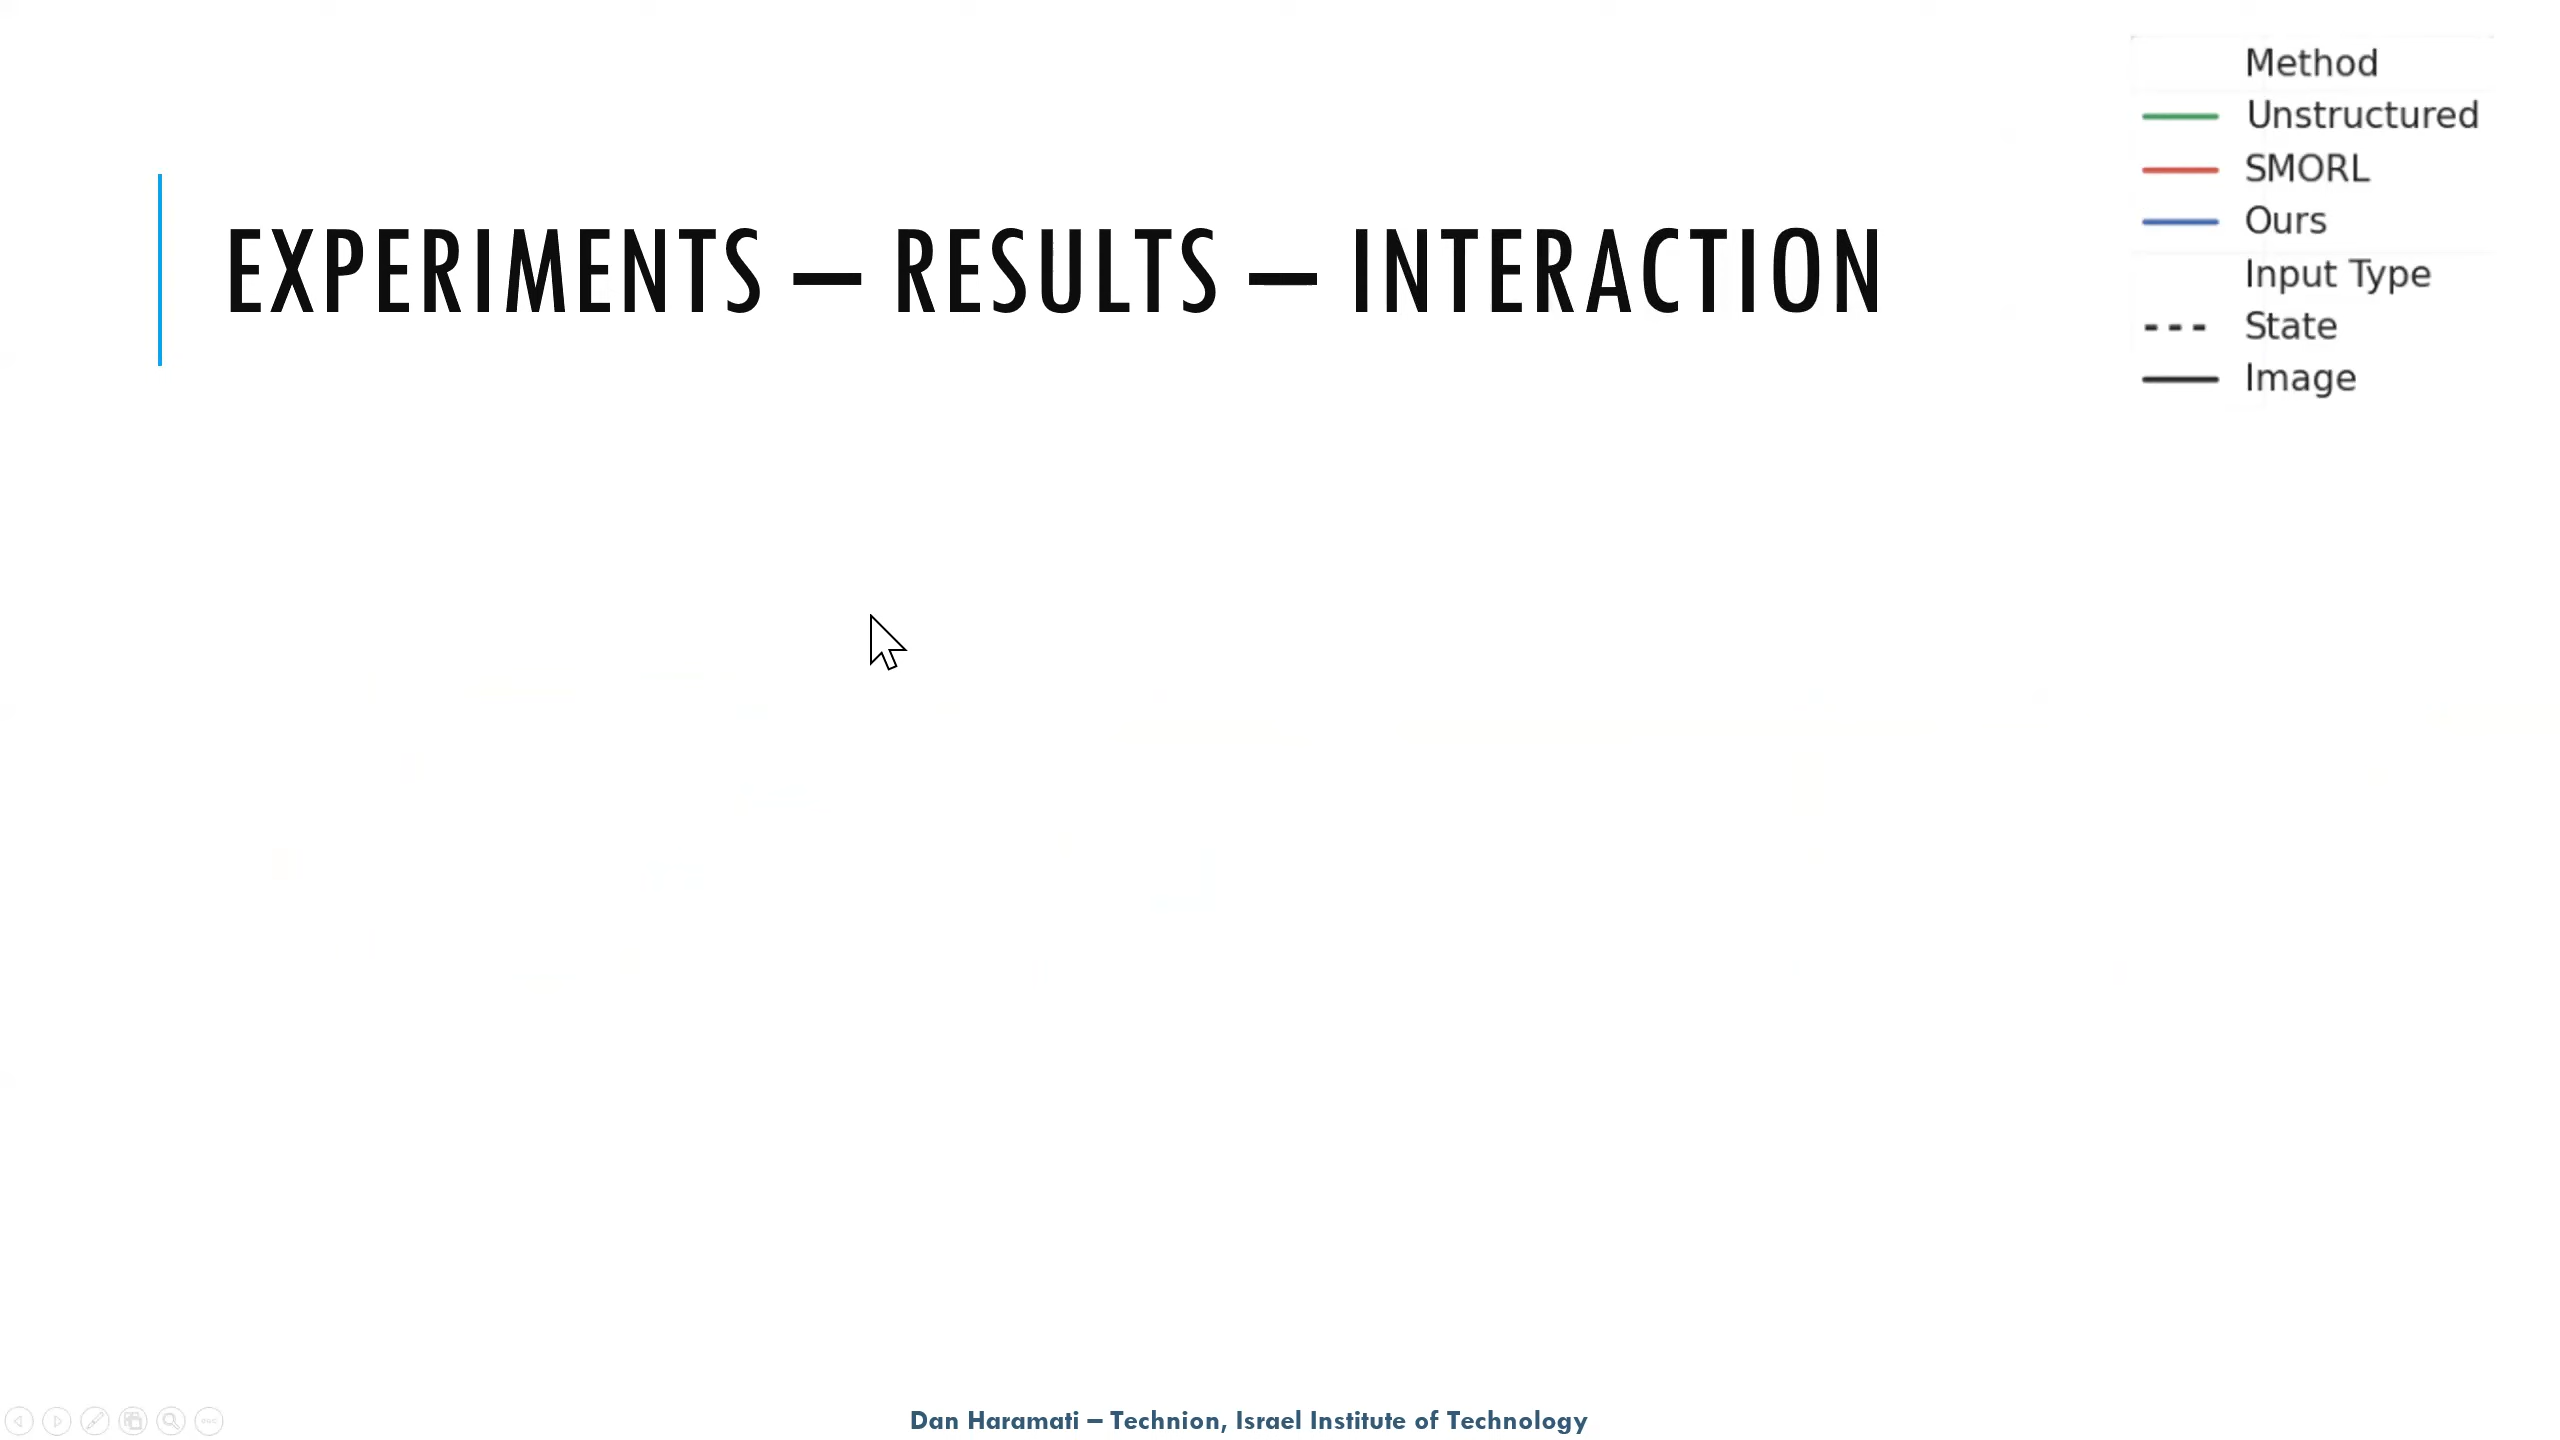 EXPERIMENTS – RESULTS – INTERACTION
Method
Unstructured
SMORL
Ours
Input Type
State
Image
Dan Haramati – Technion, Israel Institute of Technology